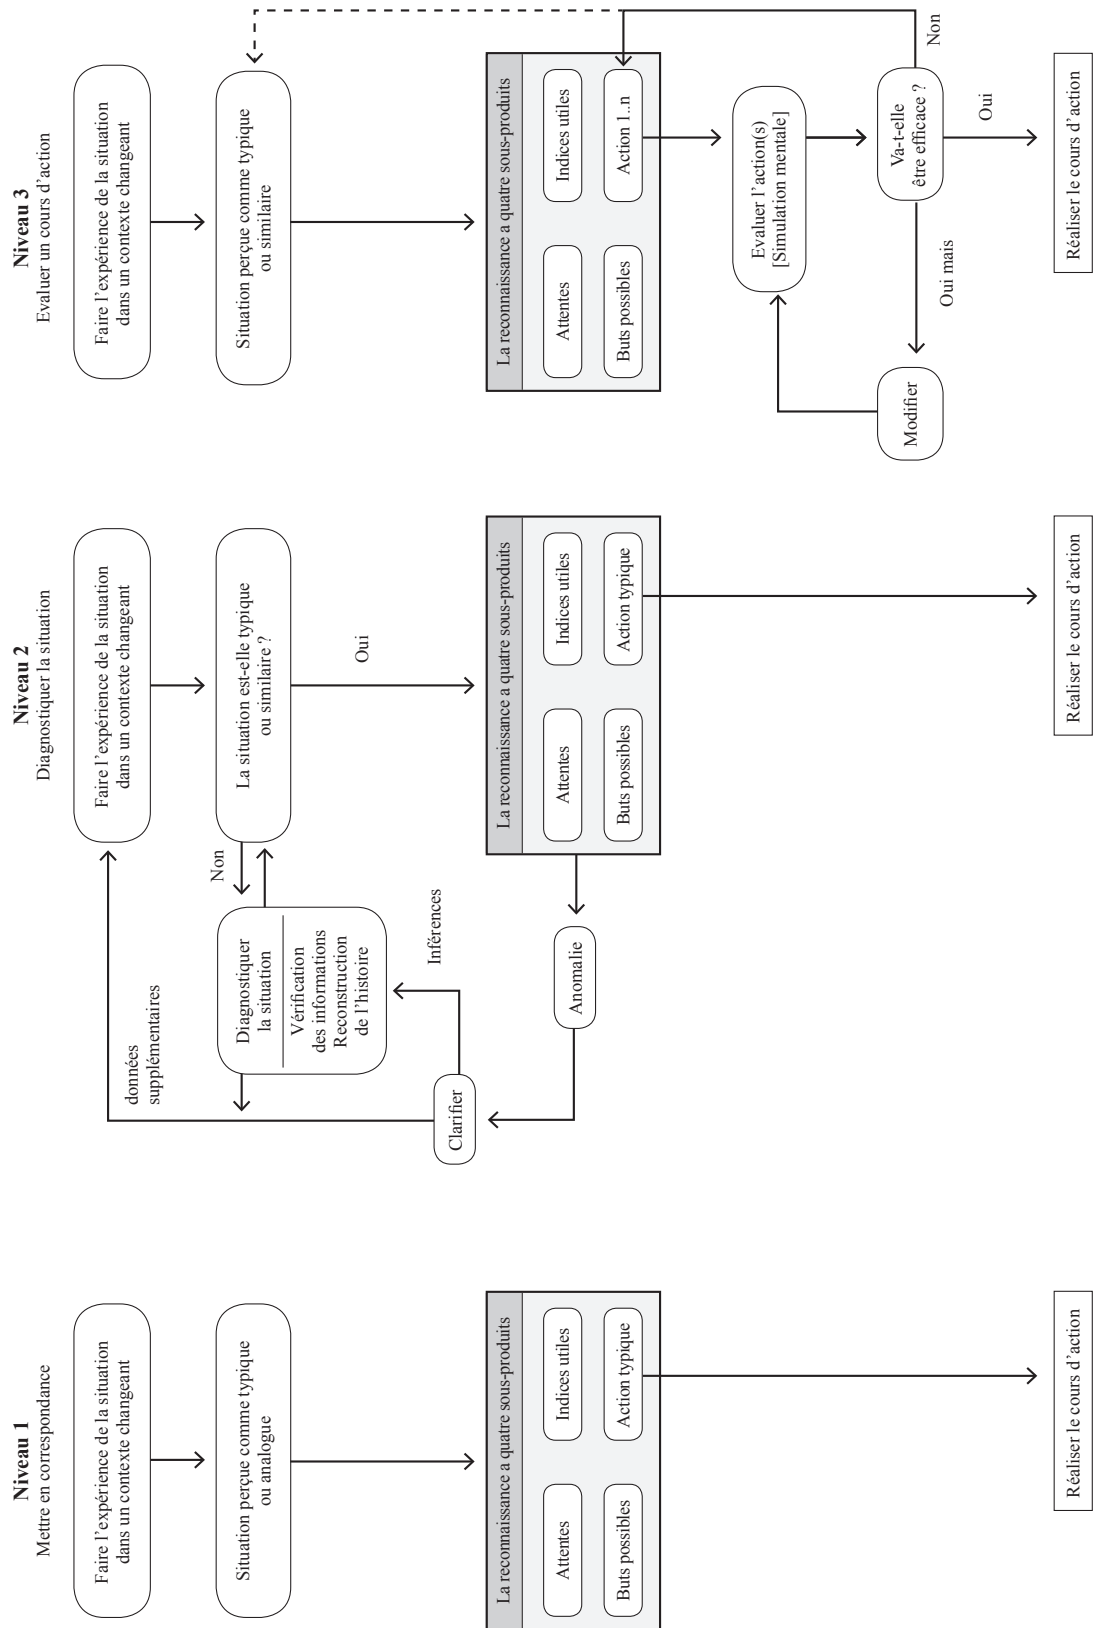 Niveau 1
Mettre en correspondance
Faire l'expérience de la situation
dans un contexte changeant
Situation perçue comme typique
ou analogue
La reconnaissance a quatre sous-produits
Attentes
Indices utiles
Buts possibles
Action typique
Réaliser le cours d'action
Niveau 2
Diagnostiquer la situation
Faire l'expérience de la situation
dans un contexte changeant
données
supplémentaires
La situation est-elle typique
ou similaire ?
Non
Oui
Diagnostiquer
la situation
Vérification
des informations
Reconstruction
de l'histoire
Inférences
Clarifier
Anomalie
La reconnaissance a quatre sous-produits
Attentes
Indices utiles
Buts possibles
Action typique
Réaliser le cours d'action
Niveau 3
Evaluer un cours d'action
Faire l'expérience de la situation
dans un contexte changeant
Situation perçue comme typique
ou similaire
La reconnaissance a quatre sous-produits
Attentes
Indices utiles
Buts possibles
Action 1..n
Evaluer l'action(s)
[Simulation mentale]
Modifier
Oui mais
Va-t-elle
être efficace ?
Non
Oui
Réaliser le cours d'action